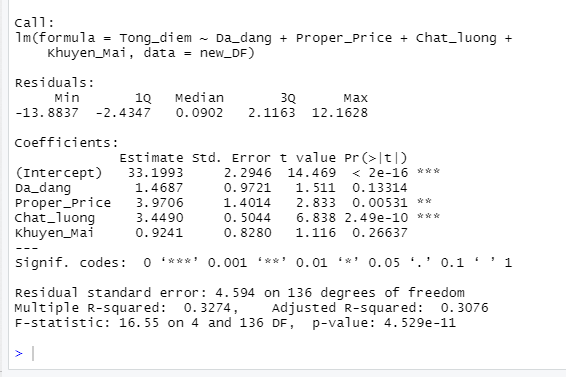 Call:
lm(formula = Tong_diem ~ Da_dang + Proper_Price + Chat_luong +
    Khuyen_Mai, data = new_DF)
Residuals:
     Min       1Q   Median       3Q      Max
-13.8837  -2.4347   0.0902   2.1163  12.1628
Coefficients:
             Estimate Std. Error t value Pr(>|t|)
(Intercept)   33.1993     2.2946  14.469  < 2e-16 ***
Da_dang        1.4687     0.9721   1.511  0.13314
Proper_Price   3.9706     1.4014   2.833  0.00531 **
Chat_luong     3.4490     0.5044   6.838 2.49e-10 ***
Khuyen_Mai     0.9241     0.8280   1.116  0.26637
---
Signif. codes:  0 ‘***’ 0.001 ‘**’ 0.01 ‘*’ 0.05 ‘.’ 0.1 ‘ ’ 1
Residual standard error: 4.594 on 136 degrees of freedom
Multiple R-squared:  0.3274,    Adjusted R-squared:  0.3076
F-statistic: 16.55 on 4 and 136 DF,  p-value: 4.529e-11
>